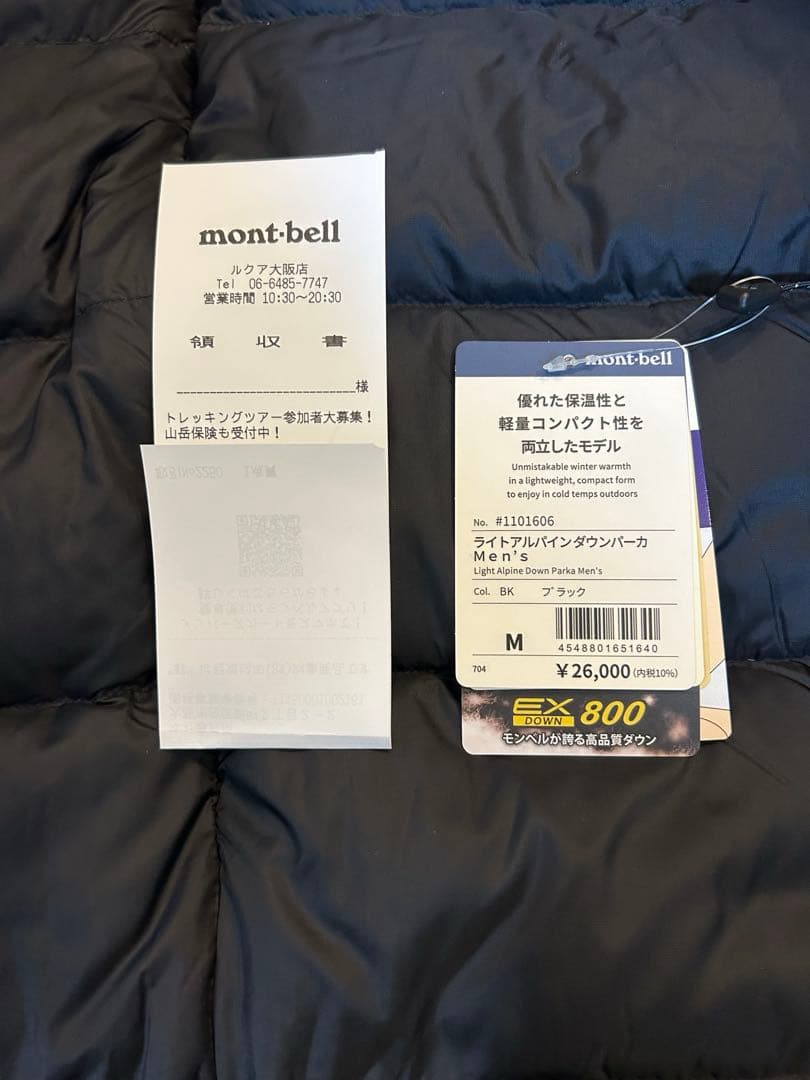 mont·bell
ルクア大阪店
Tel 06-6485-7747
営業時間 10:30～20:30
領 収 書
様
トレッキングツアー参加者大募集！
山岳保険も受付中！
mont·bell
優れた保温性と
軽量コンパクト性を
両立したモデル
Unmistakable winter warmth
in a lightweight, compact form
to enjoy in cold temps outdoors
No. #1101606
ライトアルパインダウンパーカ
Men's
Light Alpine Down Parka Men's
Col. BK ブラック
M
4548801651640
704 ￥26,000(内税10%)
EX DOWN 800
モンベルが誇る高品質ダウン